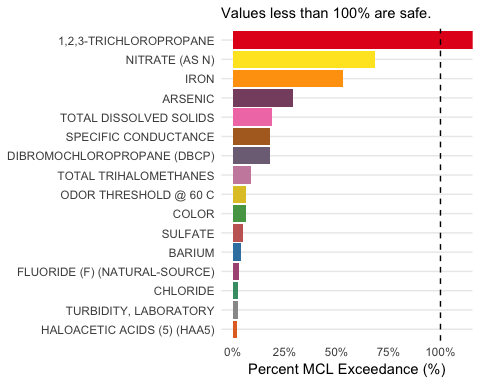 Values less than 100% are safe.
1,2,3-TRICHLOROPROPANE
NITRATE (AS N)
IRON
ARSENIC
TOTAL DISSOLVED SOLIDS
SPECIFIC CONDUCTANCE
DIBROMOCHLOROPROPANE (DBCP)
TOTAL TRIHALOMETHANES
ODOR THRESHOLD @ 60 C
COLOR
SULFATE
BARIUM
FLUORIDE (F) (NATURAL-SOURCE)
CHLORIDE
TURBIDITY, LABORATORY
HALOACETIC ACIDS (5) (HAA5)
0% 25% 50% 75% 100%
Percent MCL Exceedance (%)